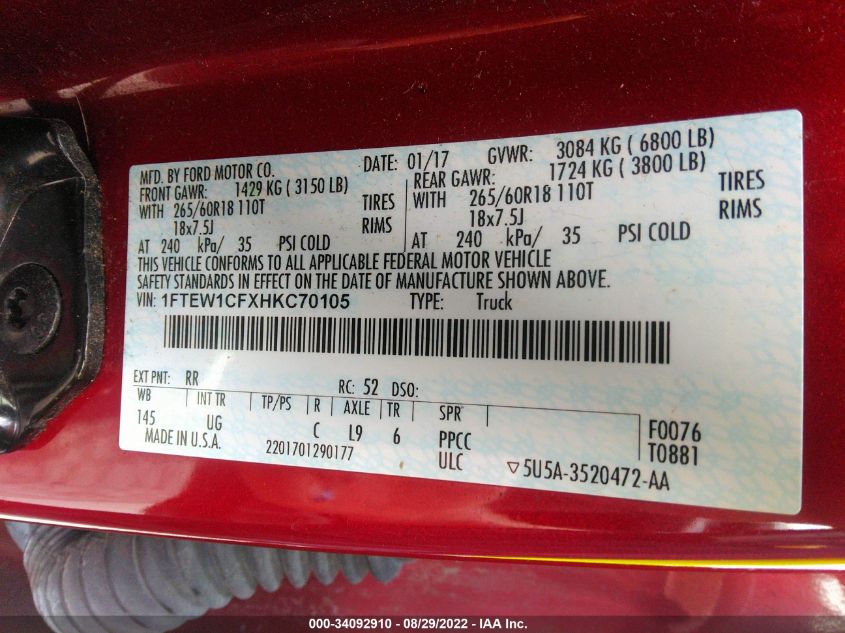 MFD. BY FORD MOTOR CO. DATE: 01/17 GVWR: 3084 KG ( 6800 LB)
FRONT GAWR: 1429 KG ( 3150 LB) REAR GAWR: 1724 KG ( 3800 LB)
WITH 265/60R18 110T TIRES WITH 265/60R18 110T TIRES
18x7.5J RIMS 18x7.5J RIMS
AT 240 kPa/ 35 PSI COLD AT 240 kPa/ 35 PSI COLD
THIS VEHICLE CONFORMS TO ALL APPLICABLE FEDERAL MOTOR VEHICLE
SAFETY STANDARDS IN EFFECT ON THE DATE OF MANUFACTURE SHOWN ABOVE.
VIN: 1FTEW1CFXHKC70105 TYPE: Truck
EXT PNT: RR RC: 52 DSO:
WB INT TR TP/PS R AXLE TR SPR
145 UG C L9 6 PPCC F0076
MADE IN U.S.A. 2201701290177 ULC T0881
▽5U5A-3520472-AA
000-34092910 - 08/29/2022 - IAA Inc.